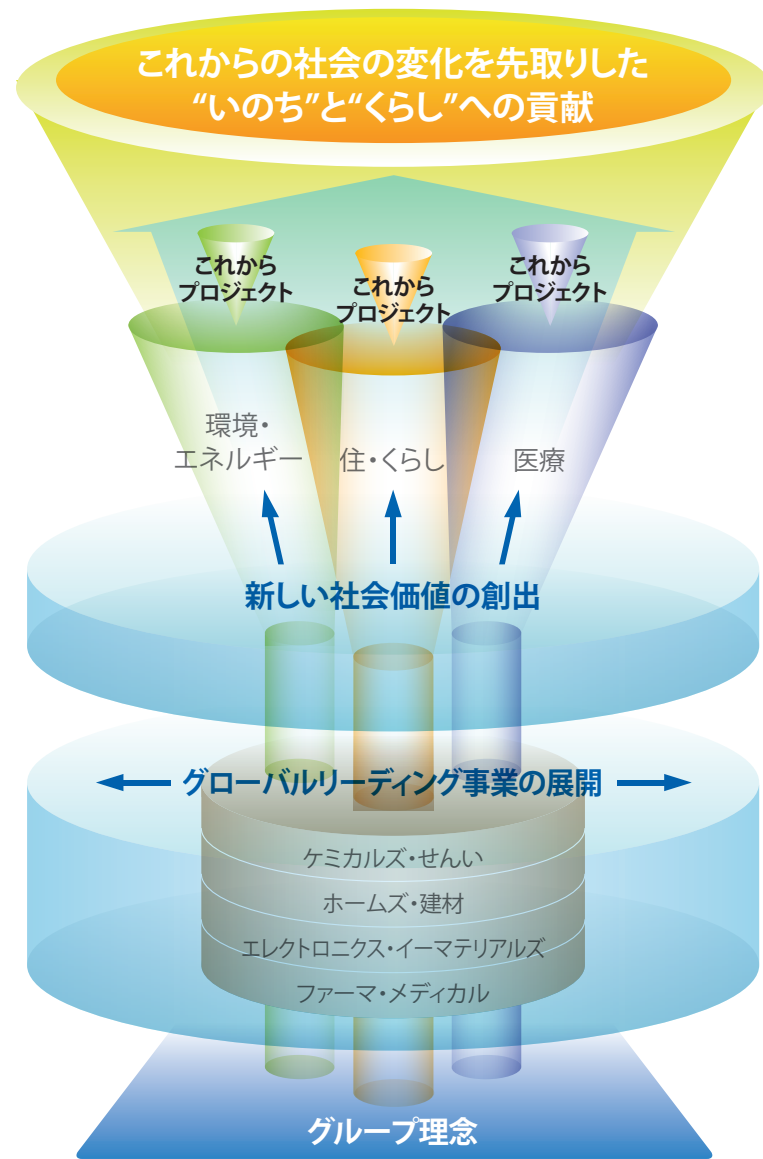 これからの社会の変化を先取りした
“いのち”と“くらし”への貢献
これから
プロジェクト
これから
プロジェクト
これから
プロジェクト
環境・
エネルギー
住・くらし
医療
新しい社会価値の創出
グローバルリーディング事業の展開
ケミカルズ・せんい
ホームズ・建材
エレクトロニクス・イーマテリアルズ
ファーマ・メディカル
グループ理念